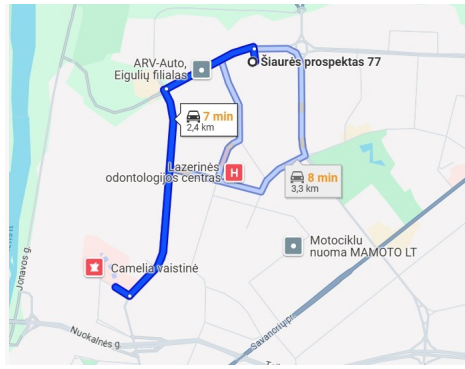 ARV-Auto,
Eigulių filialas
Šiaurės prospektas 77
7 min
2,4 km
Lazerinės
odontologijos centras
H
8 min
3,3 km
Motociklu
nuoma MAMOTO LT
Camelia vaistinė
Jonavos g.
Nuokalnės g.
Savanorių pr.